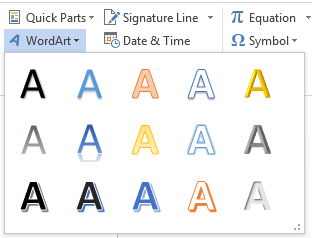 Quick Parts Signature Line Equation
WordArt Date & Time Symbol
A A A A A
A A A A A
A A A A A